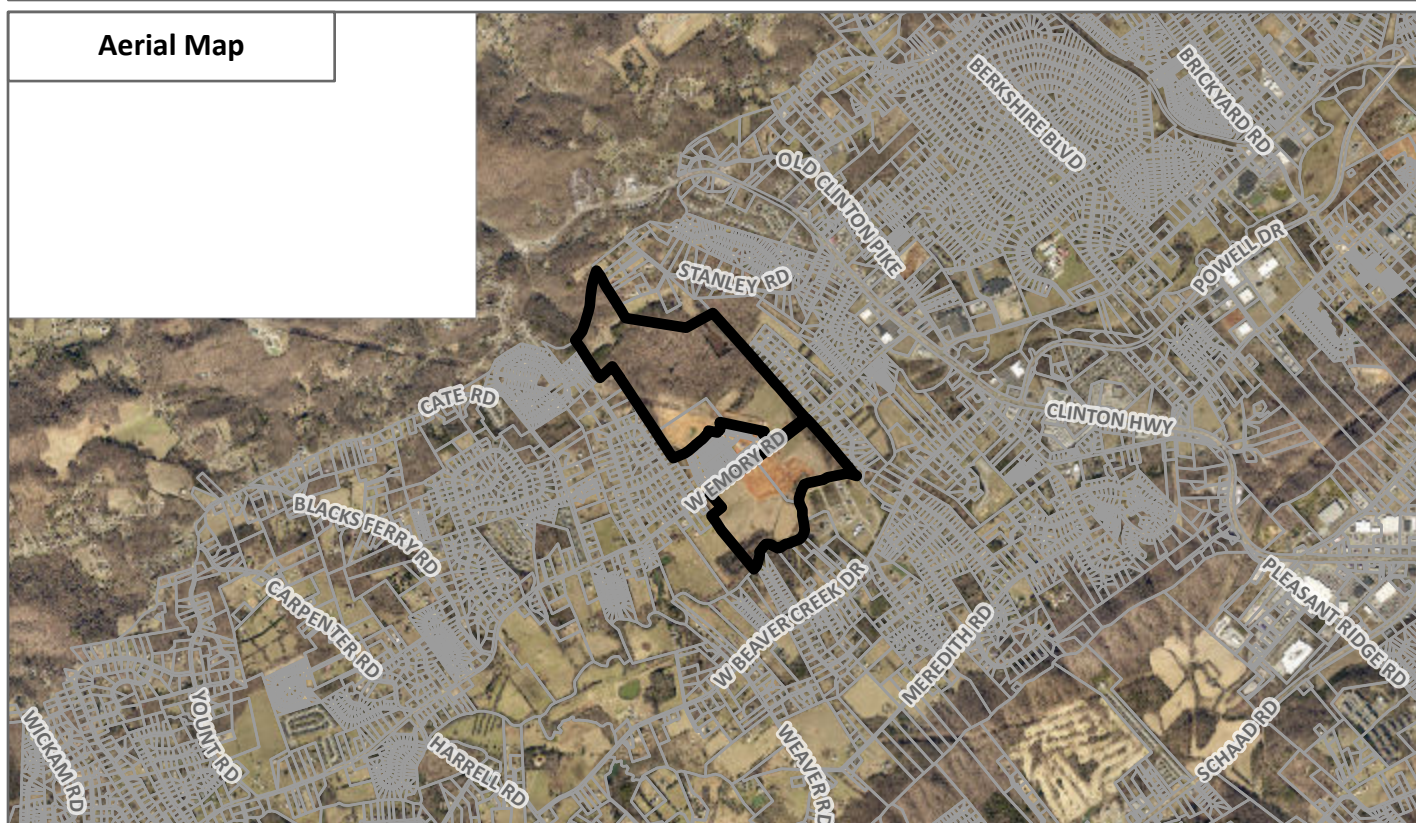 Aerial Map
BERKSHIRE BLVD
BRICKYARD RD
OLD CLINTON PIKE
POWELL DR
STANLEY RD
CATE RD
CLINTON HWY
W EMORY RD
BLACKS FERRY RD
CARPENTER RD
W BEAVER CREEK DR
MEREDITH RD
PLEASANT RIDGE RD
YOUNT RD
WICKAM RD
HARRELL RD
WEAVER RD
SCHAAD RD